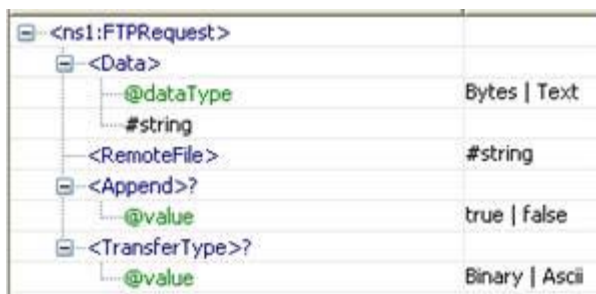 <ns1:FTPRequest>
<Data>
@dataType Bytes | Text
#string
<RemoteFile> #string
<Append>?
@value true | false
<TransferType>?
@value Binary | Ascii